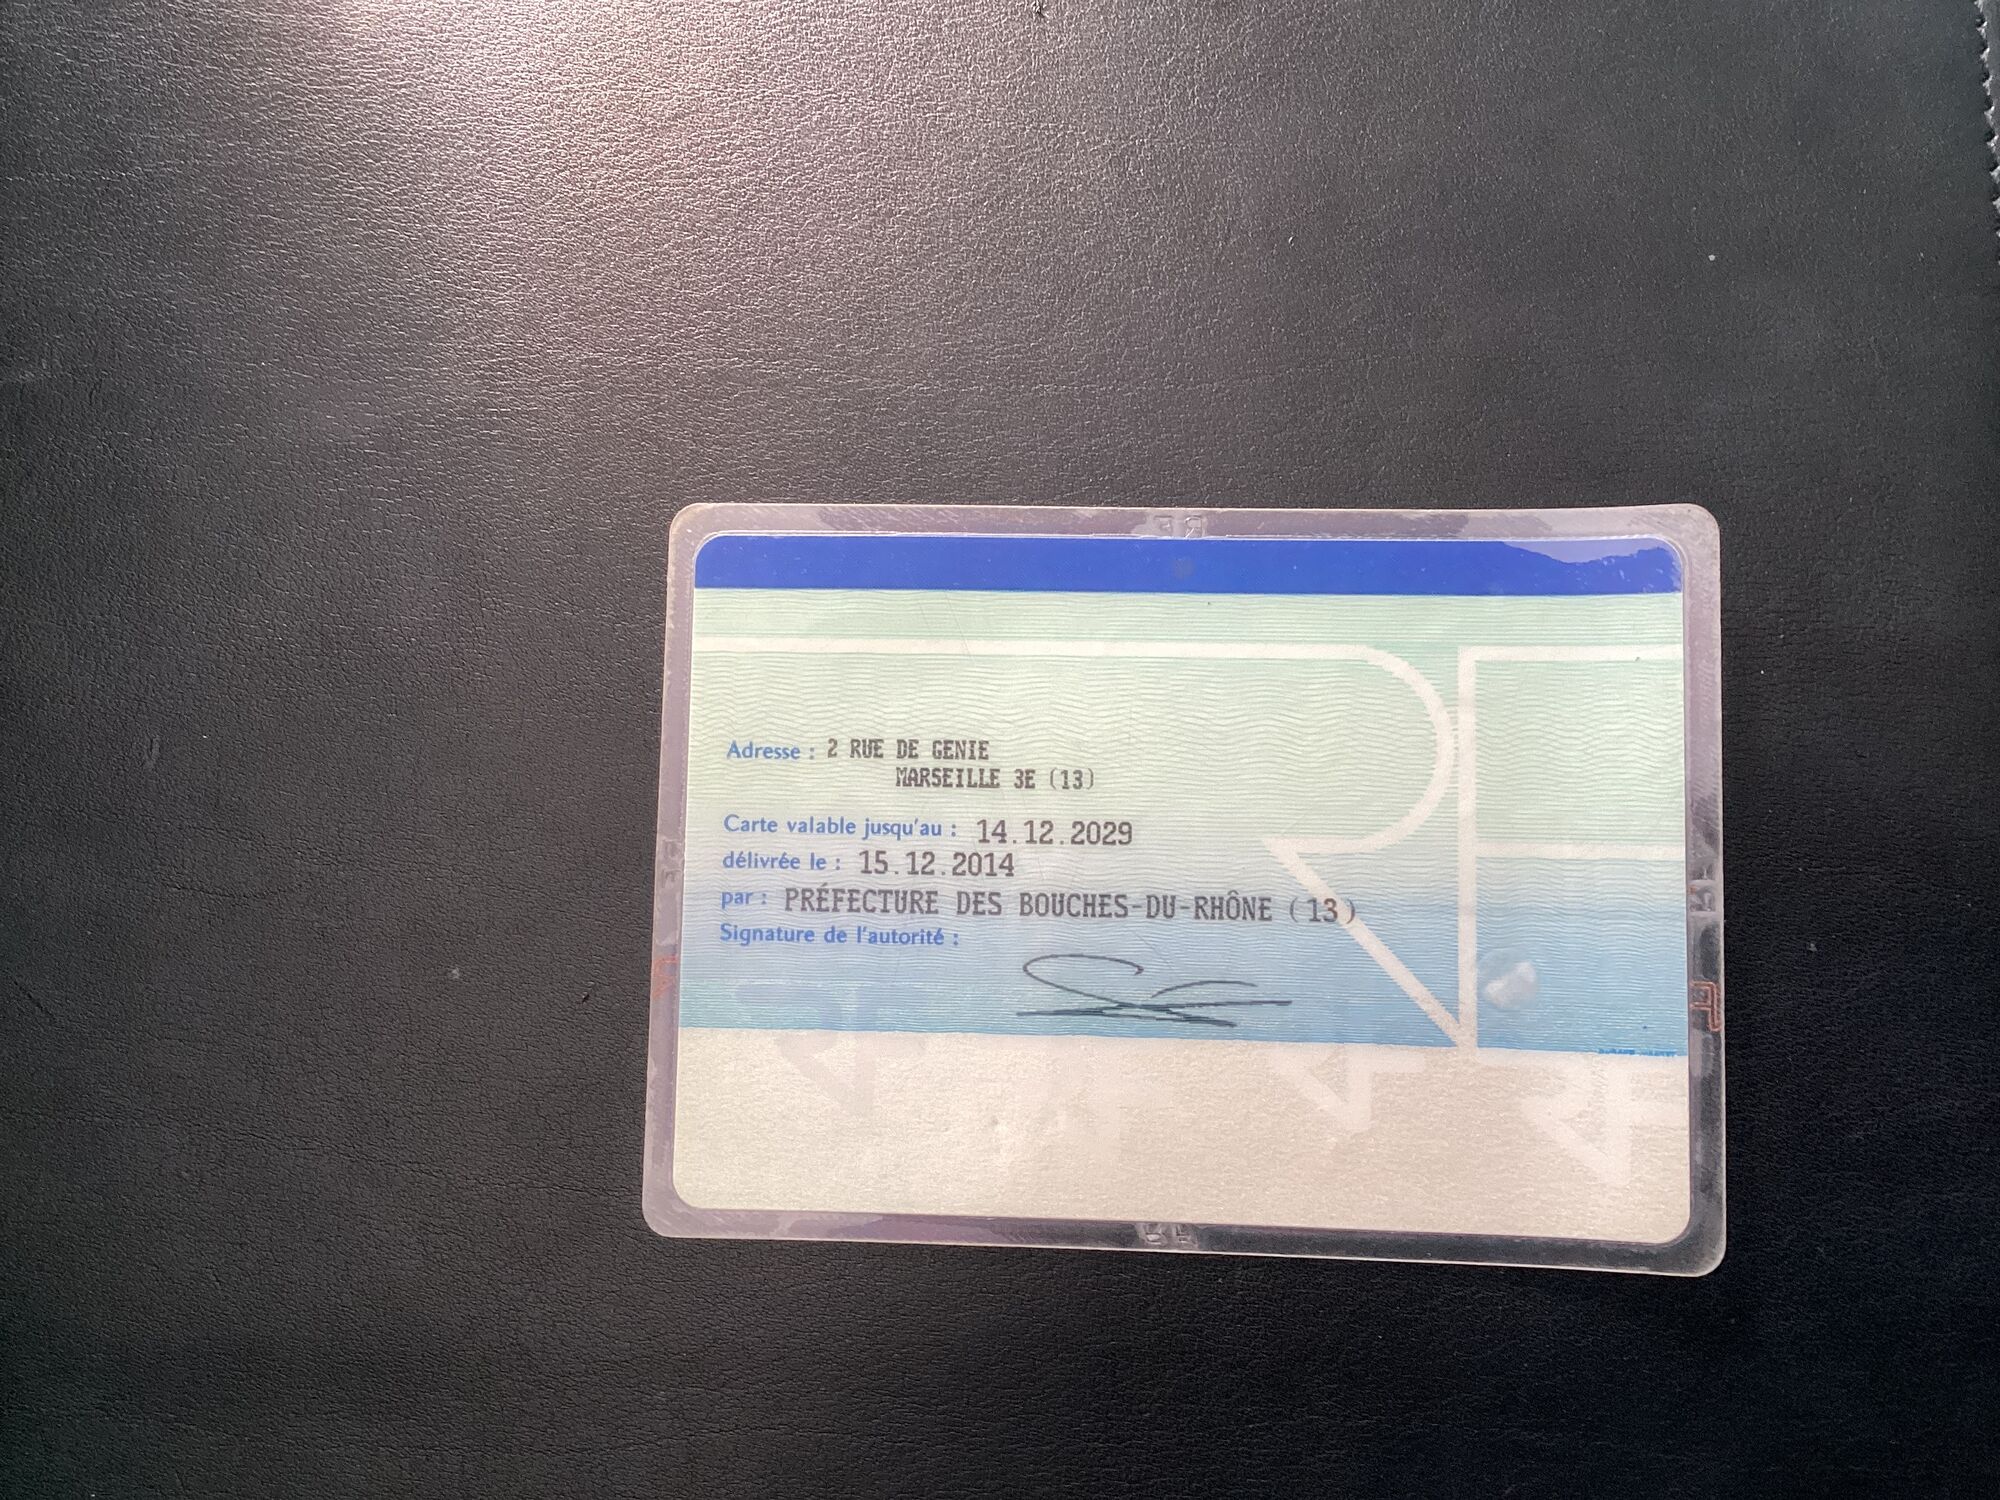 Adresse : 2 RUE DE GENIE
MARSEILLE 3E (13)
Carte valable jusqu'au : 14.12.2029
délivrée le : 15.12.2014
par : PRÉFECTURE DES BOUCHES-DU-RHÔNE (13)
Signature de l'autorité :